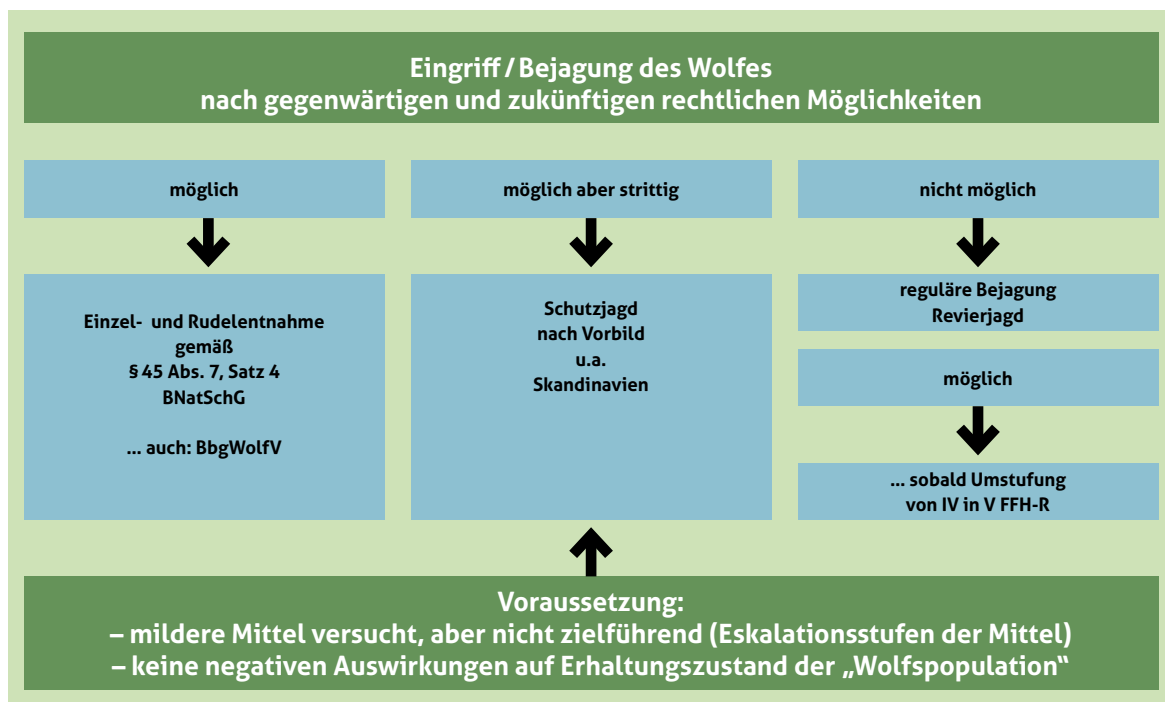 Eingriff / Bejagung des Wolfes
nach gegenwärtigen und zukünftigen rechtlichen Möglichkeiten
möglich
Einzel- und Rudelentnahme
gemäß
§ 45 Abs. 7, Satz 4
BNatSchG
... auch: BbgWolfV
möglich aber strittig
Schutzjagd
nach Vorbild
u.a.
Skandinavien
nicht möglich
reguläre Bejagung
Revierjagd
möglich
... sobald Umstufung
von IV in V FFH-R
Voraussetzung:
– mildere Mittel versucht, aber nicht zielführend (Eskalationsstufen der Mittel)
– keine negativen Auswirkungen auf Erhaltungszustand der „Wolfspopulation“